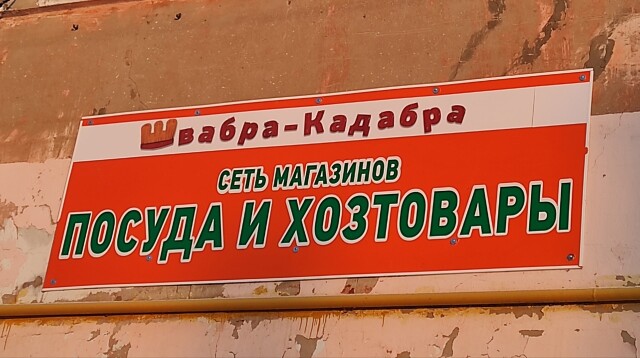 Швабра-Кадабра
СЕТЬ МАГАЗИНОВ
ПОСУДА И ХОЗТОВАРЫ